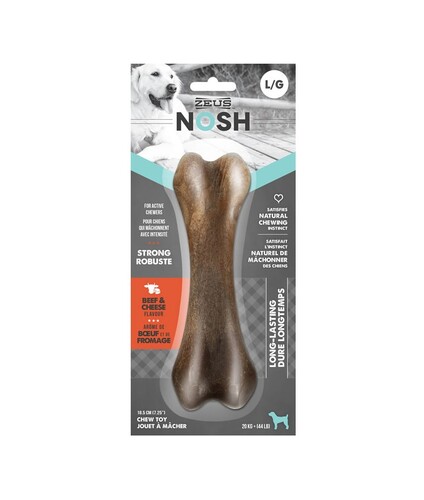 L/G
ZEUS
NOSH
FOR ACTIVE
CHEWERS
POUR CHIENS
QUI MÂCHONNENT
AVEC INTENSITÉ
STRONG
ROBUSTE
BEEF &
CHEESE
FLAVOUR
ARÔME DE
BŒUF ET DE
FROMAGE
SATISFIES
NATURAL
CHEWING
INSTINCT
SATISFAIT
L'INSTINCT
NATUREL DE
MÂCHONNER
DES CHIENS
LONG-LASTING
DURE LONGTEMPS
CHEW TOY
JOUET À MÂCHER